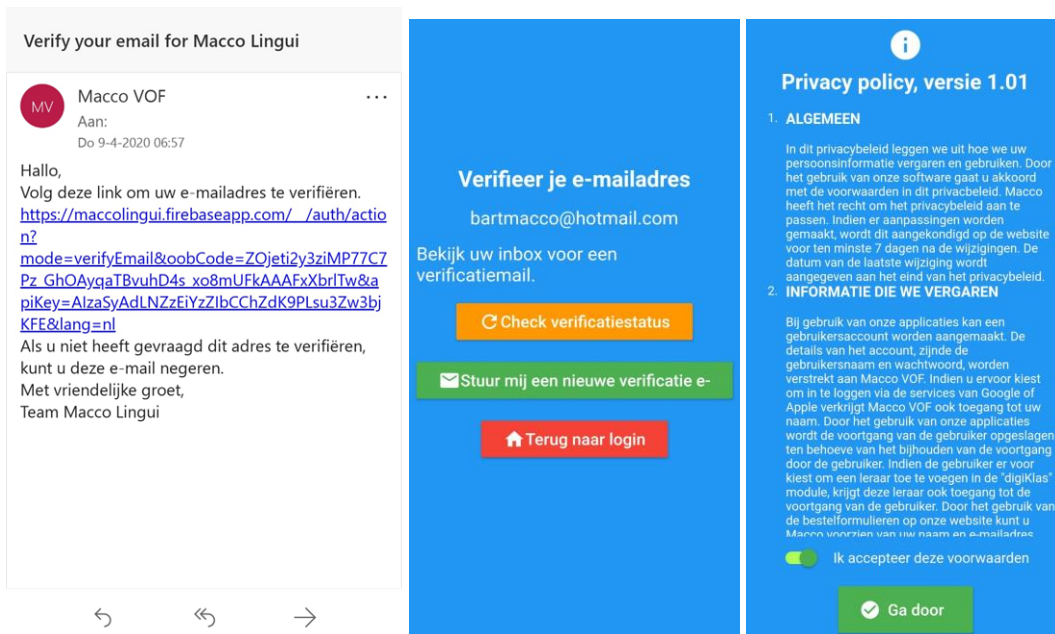 Verify your email for Macco Lingui
MV
Macco VOF
Aan:
Do 9-4-2020 06:57
Hallo,
Volg deze link om uw e-mailadres te verifiëren.
https://maccolingui.firebaseapp.com/__/auth/actio
n?
mode=verifyEmail&oobCode=ZOjeti2y3ziMP77C7
Pz_GhOAyqaTBvuhD4s_xo8mUFkAAAFxXbrlTw&a
piKey=AIzaSyAdLNZzEiYzZIbCChZdK9PLsu3Zw3bj
KFE&lang=nl
Als u niet heeft gevraagd dit adres te verifiëren,
kunt u deze e-mail negeren.
Met vriendelijke groet,
Team Macco Lingui
Verifieer je e-mailadres
bartmacco@hotmail.com
Bekijk uw inbox voor een
verificatiemail.
Check verificatiestatus
Stuur mij een nieuwe verificatie e-
Terug naar login
Privacy policy, versie 1.01
1. ALGEMEEN
In dit privacybeleid leggen we uit hoe we uw
persoonsinformatie vergaren en gebruiken. Door
het gebruik van onze software gaat u akkoord
met de voorwaarden in dit privacbeleid. Macco
heeft het recht om het privacybeleid aan te
passen. Indien er aanpassingen worden
gemaakt, wordt dit aangekondigd op de website
voor ten minste 7 dagen na de wijzigingen. De
datum van de laatste wijziging wordt
aangegeven aan het eind van het privacybeleid.
2. INFORMATIE DIE WE VERGAREN
Bij gebruik van onze applicaties kan een
gebruikersaccount worden aangemaakt. De
details van het account, zijnde de
gebruikersnaam en wachtwoord, worden
verstrekt aan Macco VOF. Indien u ervoor kiest
om in te loggen via de services van Google of
Apple verkrijgt Macco VOF ook toegang tot uw
naam. Door het gebruik van onze applicaties
wordt de voortgang van de gebruiker opgeslagen
ten behoeve van het bijhouden van de voortgang
door de gebruiker. Indien de gebruiker er voor
kiest om een leraar toe te voegen in de "digiKlas"
module, krijgt deze leraar ook toegang tot de
voortgang van de gebruiker. Door het gebruik van
de bestelformulieren op onze website kunt u
Macco voorzien van uw naam en e-mailadres
Ik accepteer deze voorwaarden
Ga door